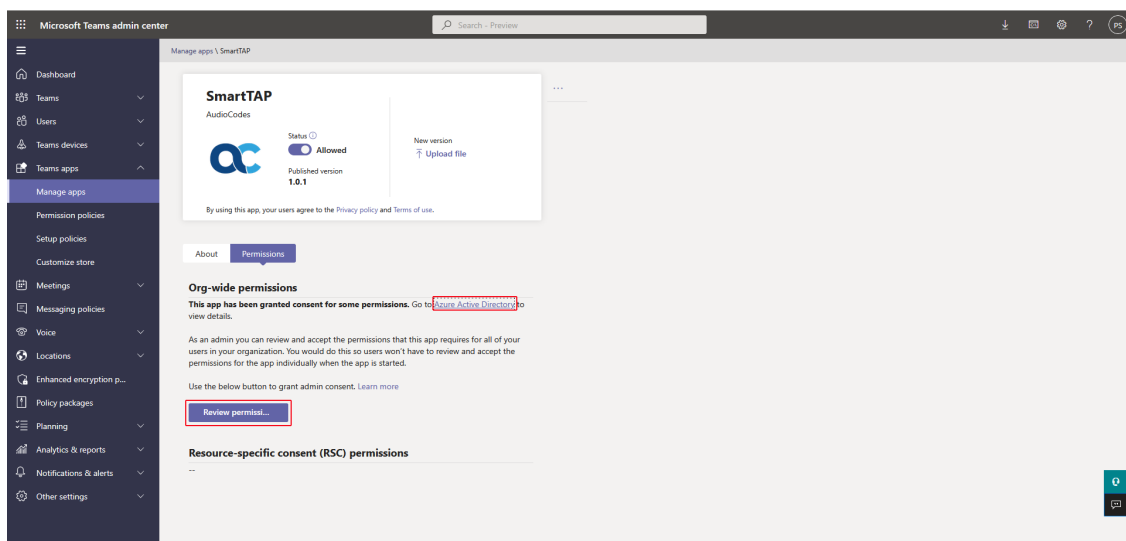 Microsoft Teams admin center
Search - Preview
PS
Manage apps \ SmartTAP
Dashboard
Teams
Users
Teams devices
Teams apps
Manage apps
Permission policies
Setup policies
Customize store
Meetings
Messaging policies
Voice
Locations
Enhanced encryption p...
Policy packages
Planning
Analytics & reports
Notifications & alerts
Other settings
SmartTAP
AudioCodes
Status
Allowed
Published version
1.0.1
New version
Upload file
By using this app, your users agree to the Privacy policy and Terms of use.
...
About
Permissions
Org-wide permissions
This app has been granted consent for some permissions. Go to Azure Active Directory to
view details.
As an admin you can review and accept the permissions that this app requires for all of your
users in your organization. You would do this so users won't have to review and accept the
permissions for the app individually when the app is started.
Use the below button to grant admin consent. Learn more
Review permissi...
Resource-specific consent (RSC) permissions
--